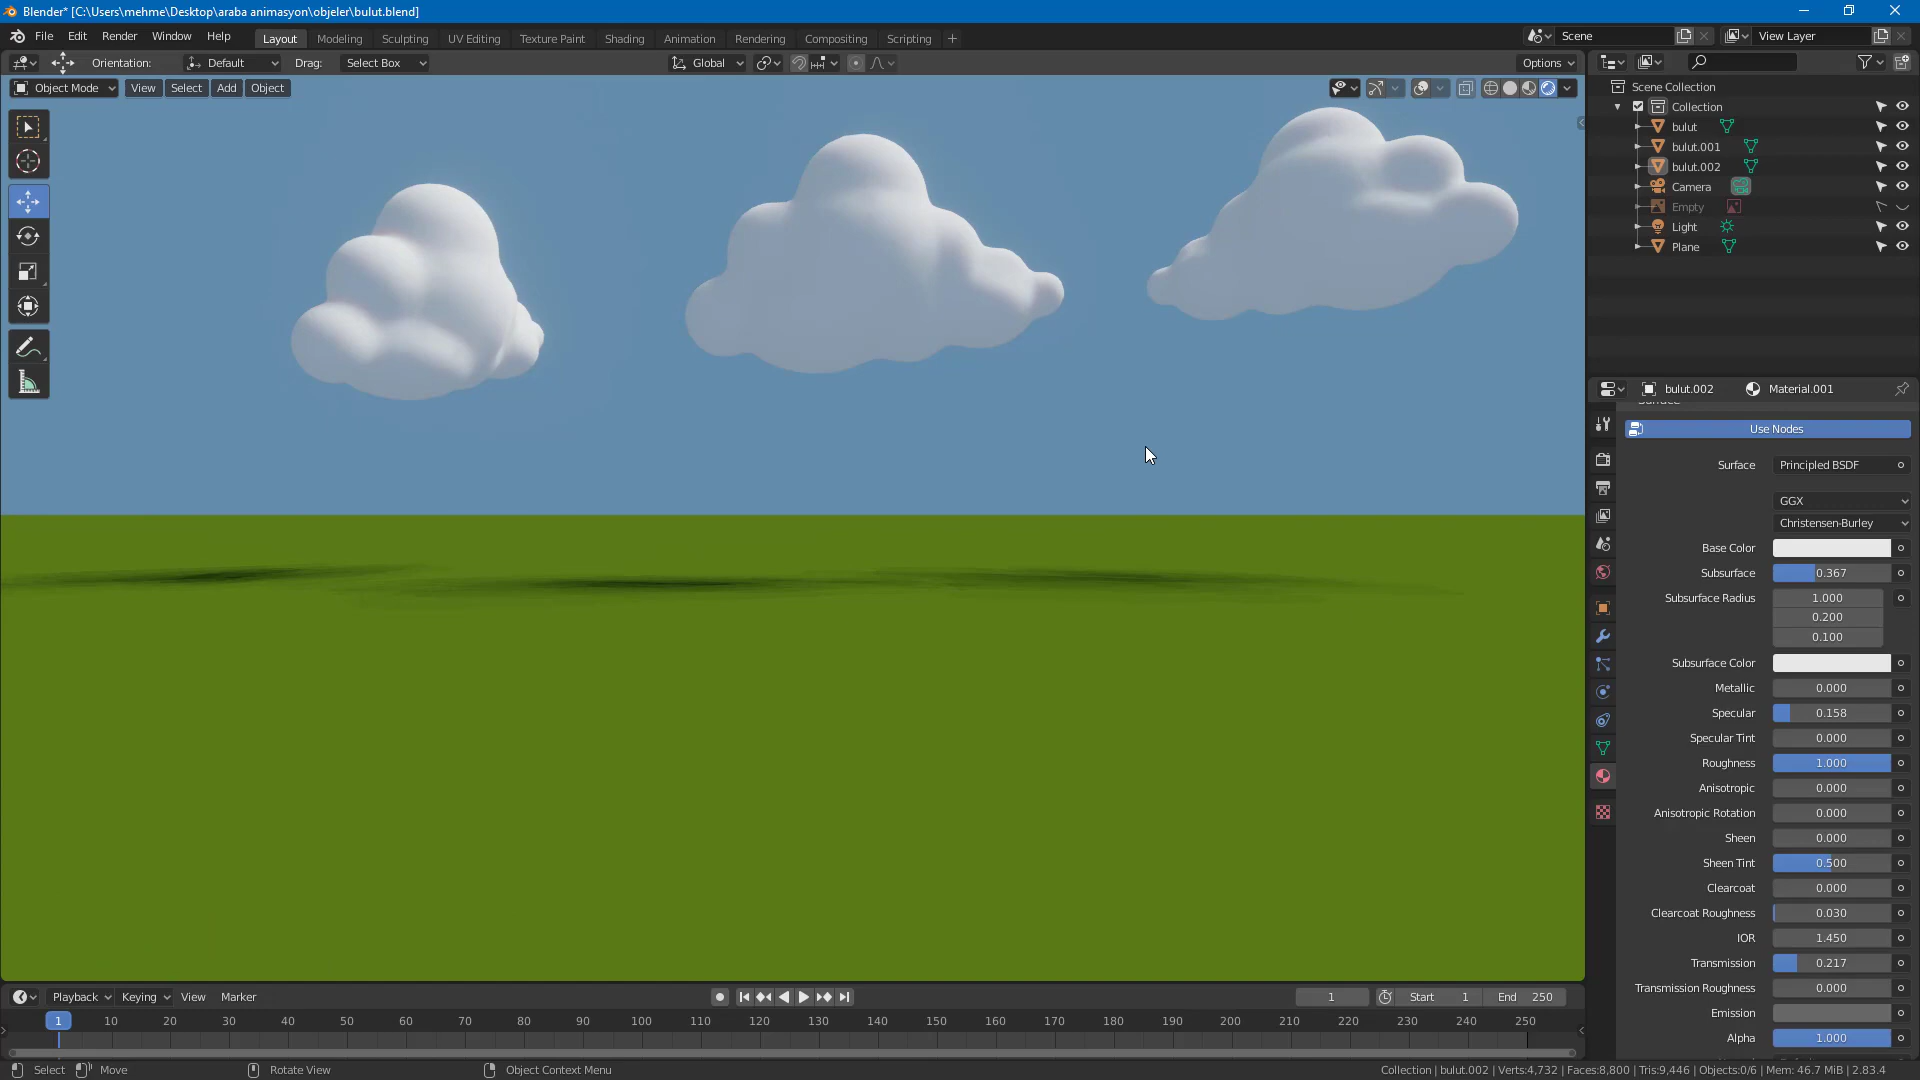 Blender* [C:\Users\mehme\Desktop\araba animasyon\objeler\bulut.blend]
File Edit Render Window Help Layout Modeling Sculpting UV Editing Texture Paint Shading Animation Rendering Compositing Scripting Scene View Layer
Orientation: Default Drag: Select Box Global Options
Object Mode View Select Add Object
Scene Collection
Collection
bulut
bulut.001
bulut.002
Camera
Empty
Light
Plane
bulut.002 Material.001
Use Nodes
Surface Principled BSDF
GGX
Christensen-Burley
Base Color
Subsurface 0.367
Subsurface Radius 1.000
0.200
0.100
Subsurface Color
Metallic 0.000
Specular 0.158
Specular Tint 0.000
Roughness 1.000
Anisotropic 0.000
Anisotropic Rotation 0.000
Sheen 0.000
Sheen Tint 0.500
Clearcoat 0.000
Clearcoat Roughness 0.030
IOR 1.450
Transmission 0.217
Transmission Roughness 0.000
Emission
Alpha 1.000
Playback Keying View Marker 1 Start 1 End 250
1 10 20 30 40 50 60 70 80 90 100 110 120 130 140 150 160 170 180 190 200 210 220 230 240 250
Select Move Rotate View Object Context Menu Collection | bulut.002 | Verts:4,732 | Faces:8,800 | Tris:9,446 | Objects:0/6 | Mem: 46.7 MiB | 2.83.4